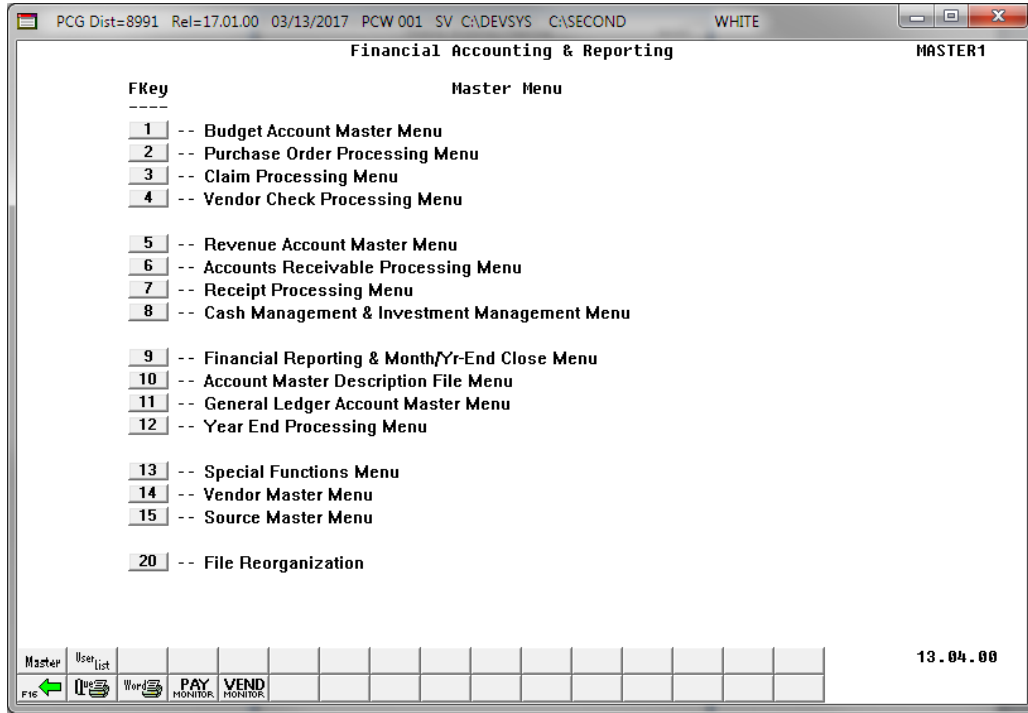 PCG Dist=8991 Rel=17.01.00 03/13/2017 PCW 001 SV C:\DEVSYS C:\SECOND WHITE
Financial Accounting & Reporting MASTER1
FKey Master Menu
----
1 -- Budget Account Master Menu
2 -- Purchase Order Processing Menu
3 -- Claim Processing Menu
4 -- Vendor Check Processing Menu
5 -- Revenue Account Master Menu
6 -- Accounts Receivable Processing Menu
7 -- Receipt Processing Menu
8 -- Cash Management & Investment Management Menu
9 -- Financial Reporting & Month/Yr-End Close Menu
10 -- Account Master Description File Menu
11 -- General Ledger Account Master Menu
12 -- Year End Processing Menu
13 -- Special Functions Menu
14 -- Vendor Master Menu
15 -- Source Master Menu
20 -- File Reorganization
Master User List 13.04.00
F16 Que Word PAY MONITOR VEND MONITOR